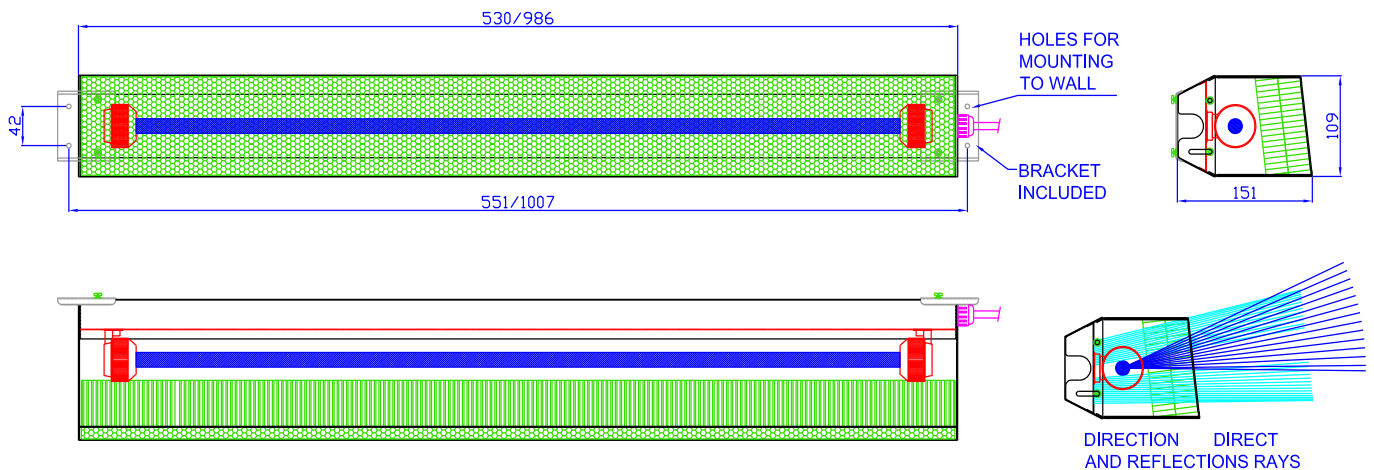 530/986
HOLES FOR
MOUNTING
TO WALL
42
109
BRACKET
INCLUDED
551/1007
151
DIRECTION DIRECT
AND REFLECTIONS RAYS